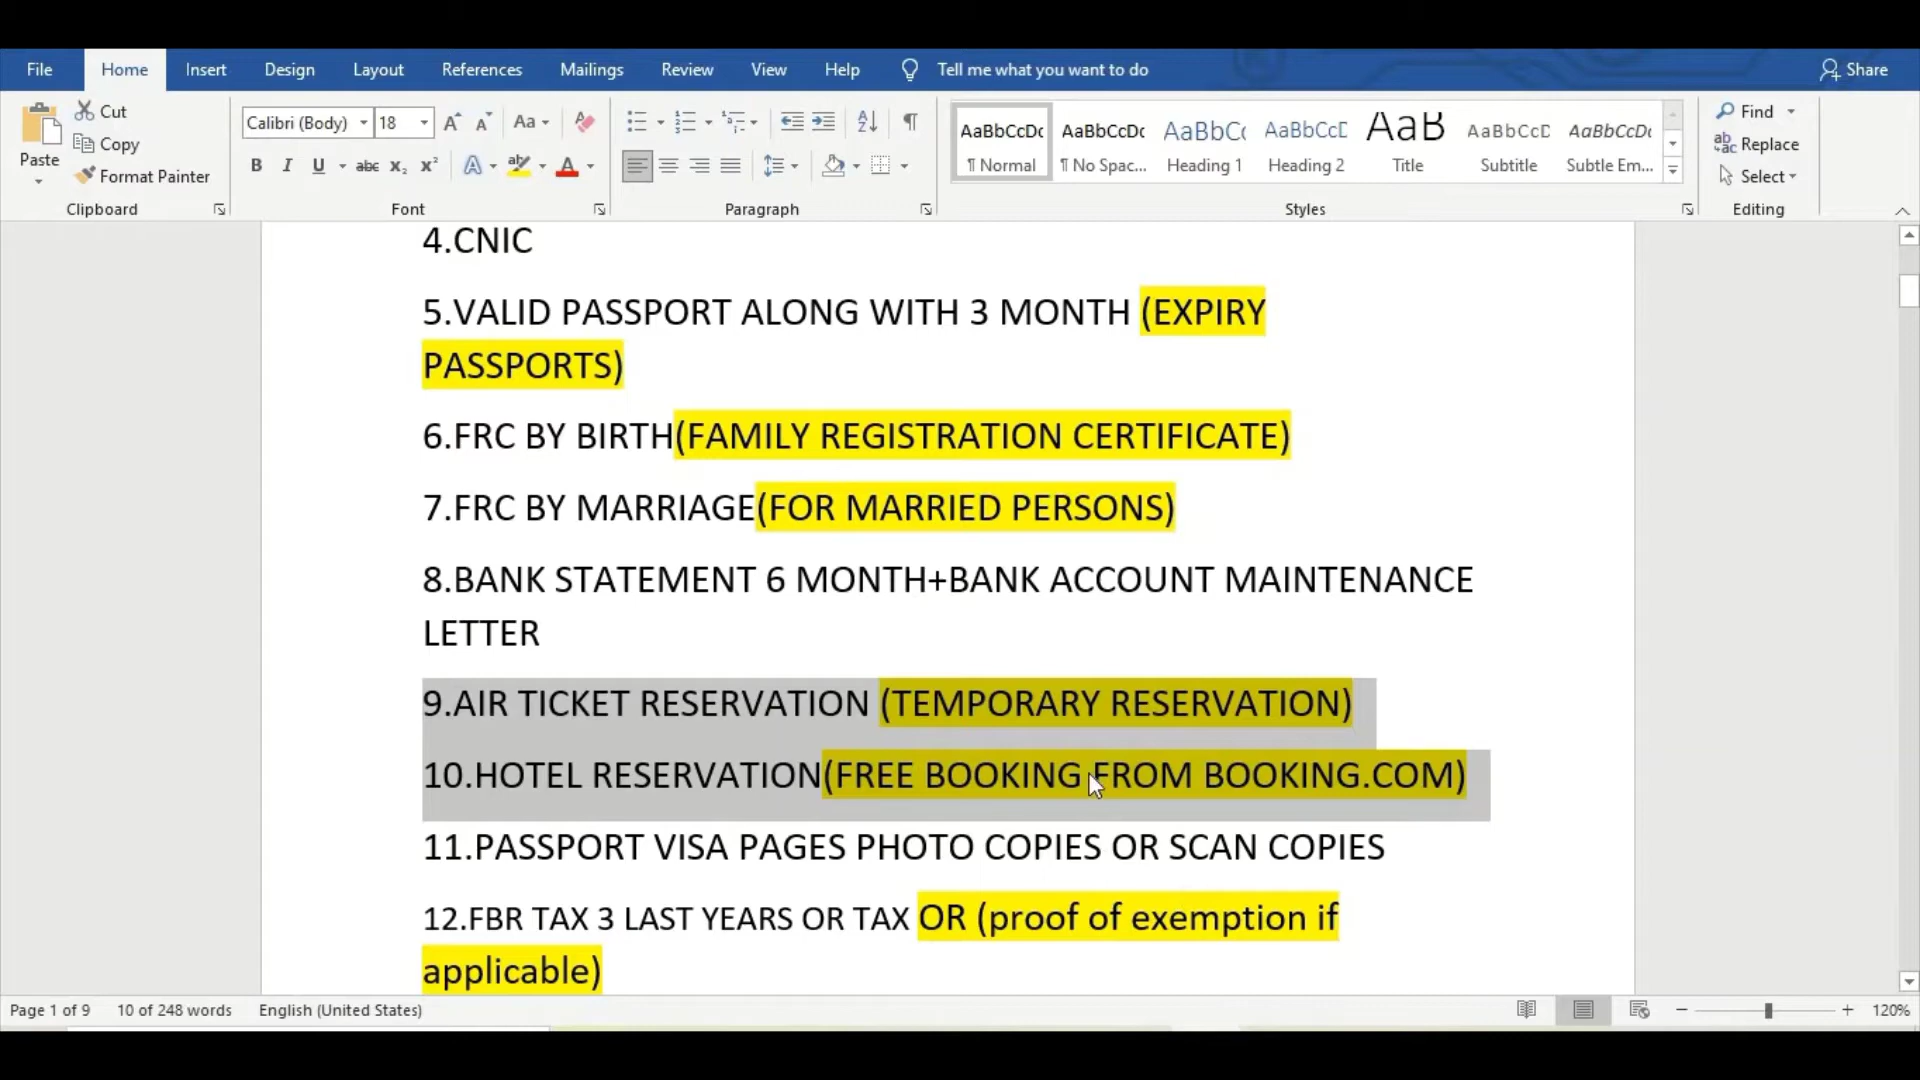 File Home Insert Design Layout References Mailings Review View Help Tell me what you want to do Share
Cut
Copy
Paste
Format Painter
Calibri (Body) 18 Aa
B I U abc x₂ x² A ab A
AaBbCcDc AaBbCcDc AaBbC AaBbCcD AaB AaBbCcD AaBbCcDc
¶ Normal ¶ No Spac... Heading 1 Heading 2 Title Subtitle Subtle Em...
Find
Replace
Select
Clipboard Font Paragraph Styles Editing
4.CNIC
5.VALID PASSPORT ALONG WITH 3 MONTH (EXPIRY
PASSPORTS)
6.FRC BY BIRTH(FAMILY REGISTRATION CERTIFICATE)
7.FRC BY MARRIAGE(FOR MARRIED PERSONS)
8.BANK STATEMENT 6 MONTH+BANK ACCOUNT MAINTENANCE
LETTER
9.AIR TICKET RESERVATION (TEMPORARY RESERVATION)
10.HOTEL RESERVATION(FREE BOOKING FROM BOOKING.COM)
11.PASSPORT VISA PAGES PHOTO COPIES OR SCAN COPIES
12.FBR TAX 3 LAST YEARS OR TAX OR (proof of exemption if
applicable)
Page 1 of 9 10 of 248 words English (United States) 120%